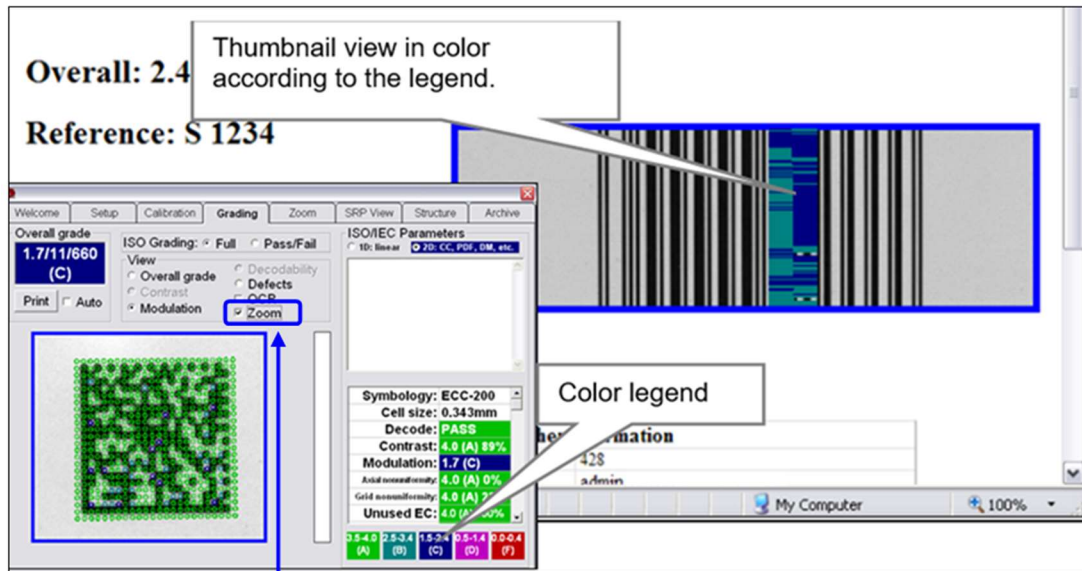 Thumbnail view in color
according to the legend.
Overall: 2.4
Reference: S 1234
Welcome Setup Calibration Grading Zoom SRP View Structure Archive
Overall grade
1.7/11/660
(C)
Print Auto
ISO Grading: Full Pass/Fail
View
Overall grade
Contrast
Modulation
Decodability
Defects
OCR
Zoom
ISO/IEC Parameters
1D: linear 2D: CC, PDF, DM, etc.
Symbology: ECC-200
Cell size: 0.343mm
Decode: PASS
Contrast: 4.0 (A) 89%
Modulation: 1.7 (C)
Axial nonuniformity: 4.0 (A) 0%
Grid nonuniformity: 4.0 (A)
Unused EC: 4.0 (A)
3.5-4.0 2.5-3.4 1.5-2.4 0.5-1.4 0.0-0.4
(A) (B) (C) (D) (F)
Color legend
428
admin
My Computer 100%